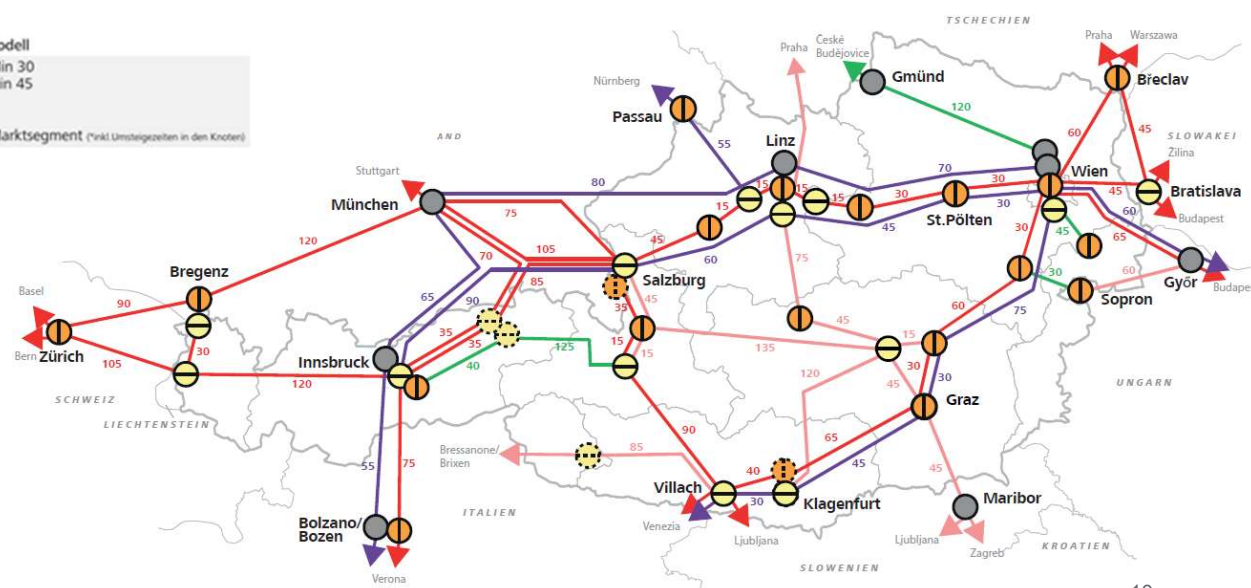 odell
in 30
in 45
Marktsegment (*inkl. Umsteigezeiten in den Knoten)
TSCHECHIEN
Praha
Warszawa
Praha
České
Budějovice
Gmünd
Břeclav
Nürnberg
120
Passau
60
45
SLOWAKEI
AND
55
Linz
Žilina
Stuttgart
80
70
Wien
Bratislava
München
15
15
15
15
30
St.Pölten
30
30
45
45
60
Budapest
75
45
60
45
65
120
105
70
85
Salzburg
75
30
30
Bregenz
65
90
35
45
60
Győr
Budape
Sopron
Basel
90
35
35
15
15
45
15
60
75
Bern
Zürich
30
Innsbruck
40
125
135
105
120
120
30
30
UNGARN
SCHWEIZ
LIECHTENSTEIN
45
Graz
90
65
Bressanone/
Brixen
85
40
45
45
55
75
Villach
30
Klagenfurt
Maribor
ITALIEN
Bolzano/
Bozen
Venezia
Ljubljana
Ljubljana
Zagreb
KROATIEN
Verona
SLOWENIEN